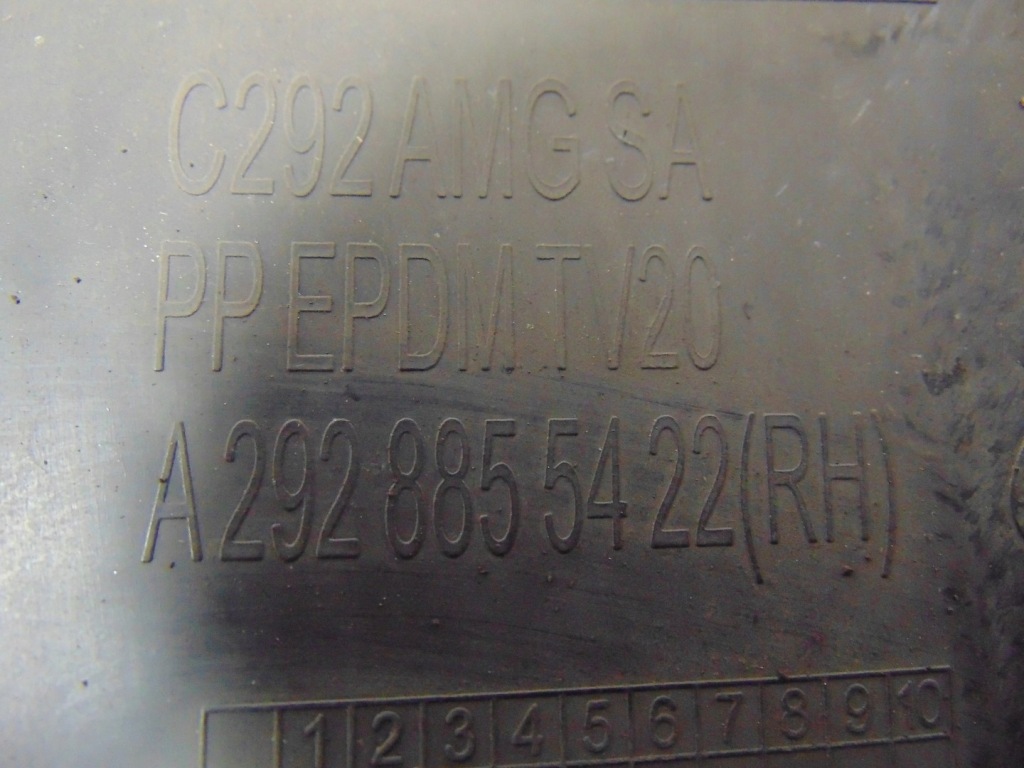 C292 AMG SA
PP EPDM TV20
A 292 885 54 22 (RH)
1 2 3 4 5 6 7 8 9 10